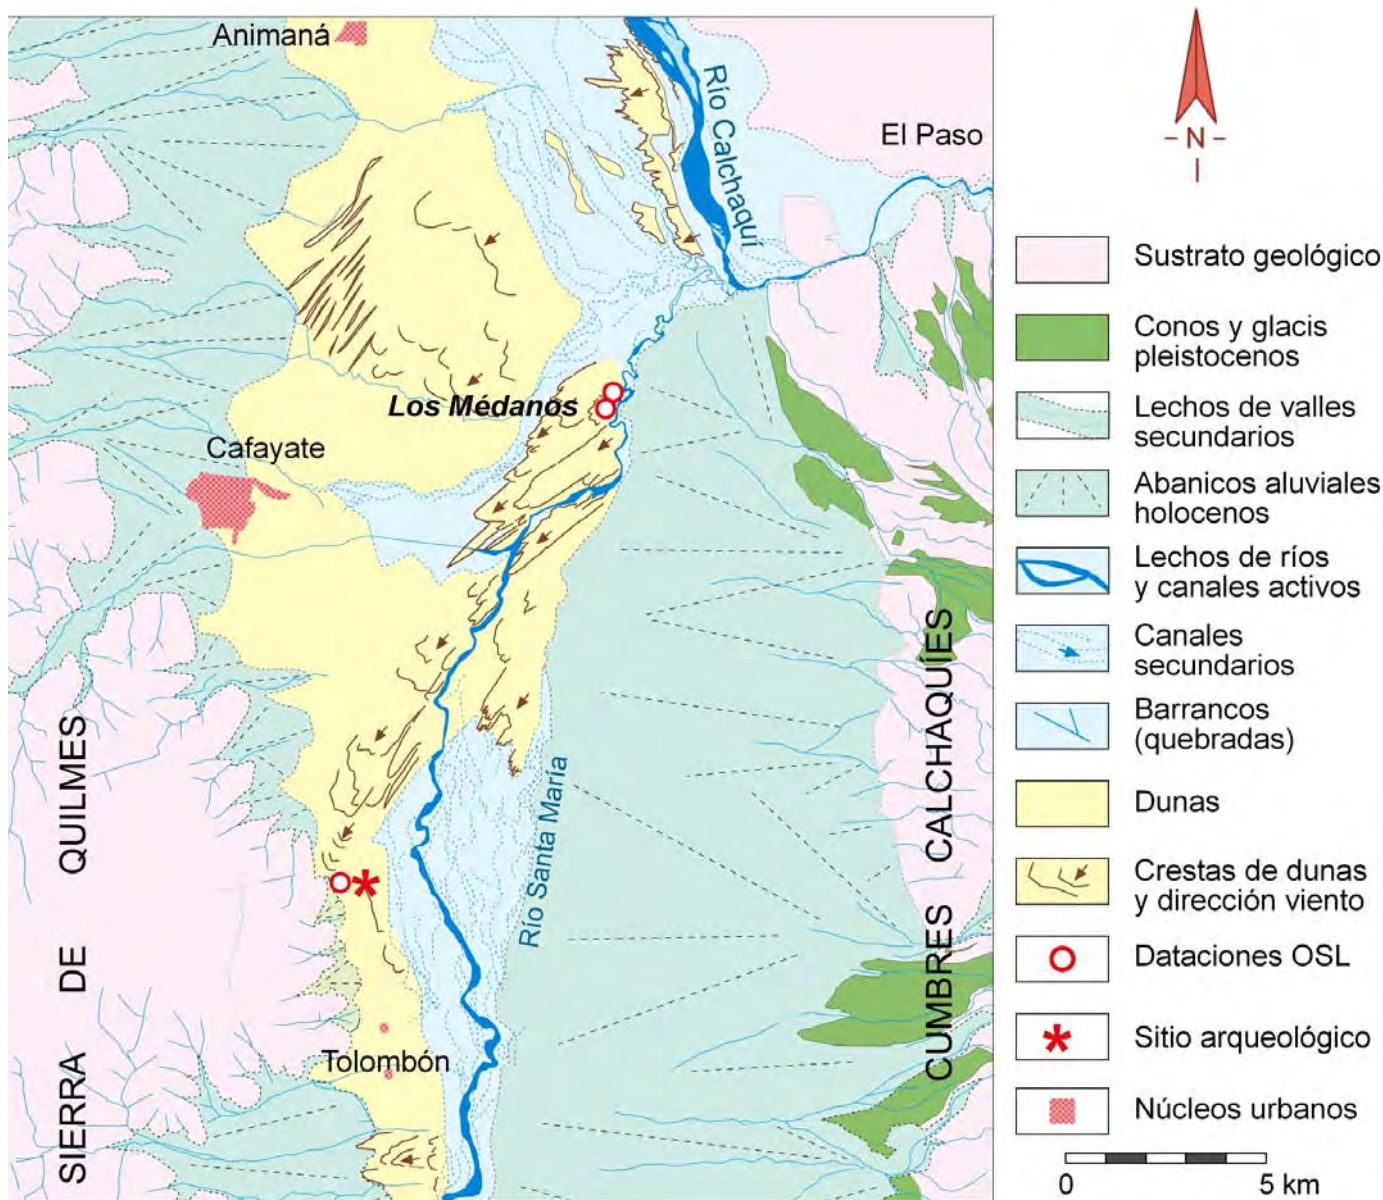 Animaná
Río Calchaquí
El Paso
Los Médanos
Cafayate
SIERRA DE QUILMES
CUMBRES CALCHAQUÍES
Río Santa María
Tolombón
N
Sustrato geológico
Conos y glacis
pleistocenos
Lechos de valles
secundarios
Abanicos aluviales
holocenos
Lechos de ríos
y canales activos
Canales
secundarios
Barrancos
(quebradas)
Dunas
Crestas de dunas
y dirección viento
Dataciones OSL
Sitio arqueológico
Núcleos urbanos
0 5 km